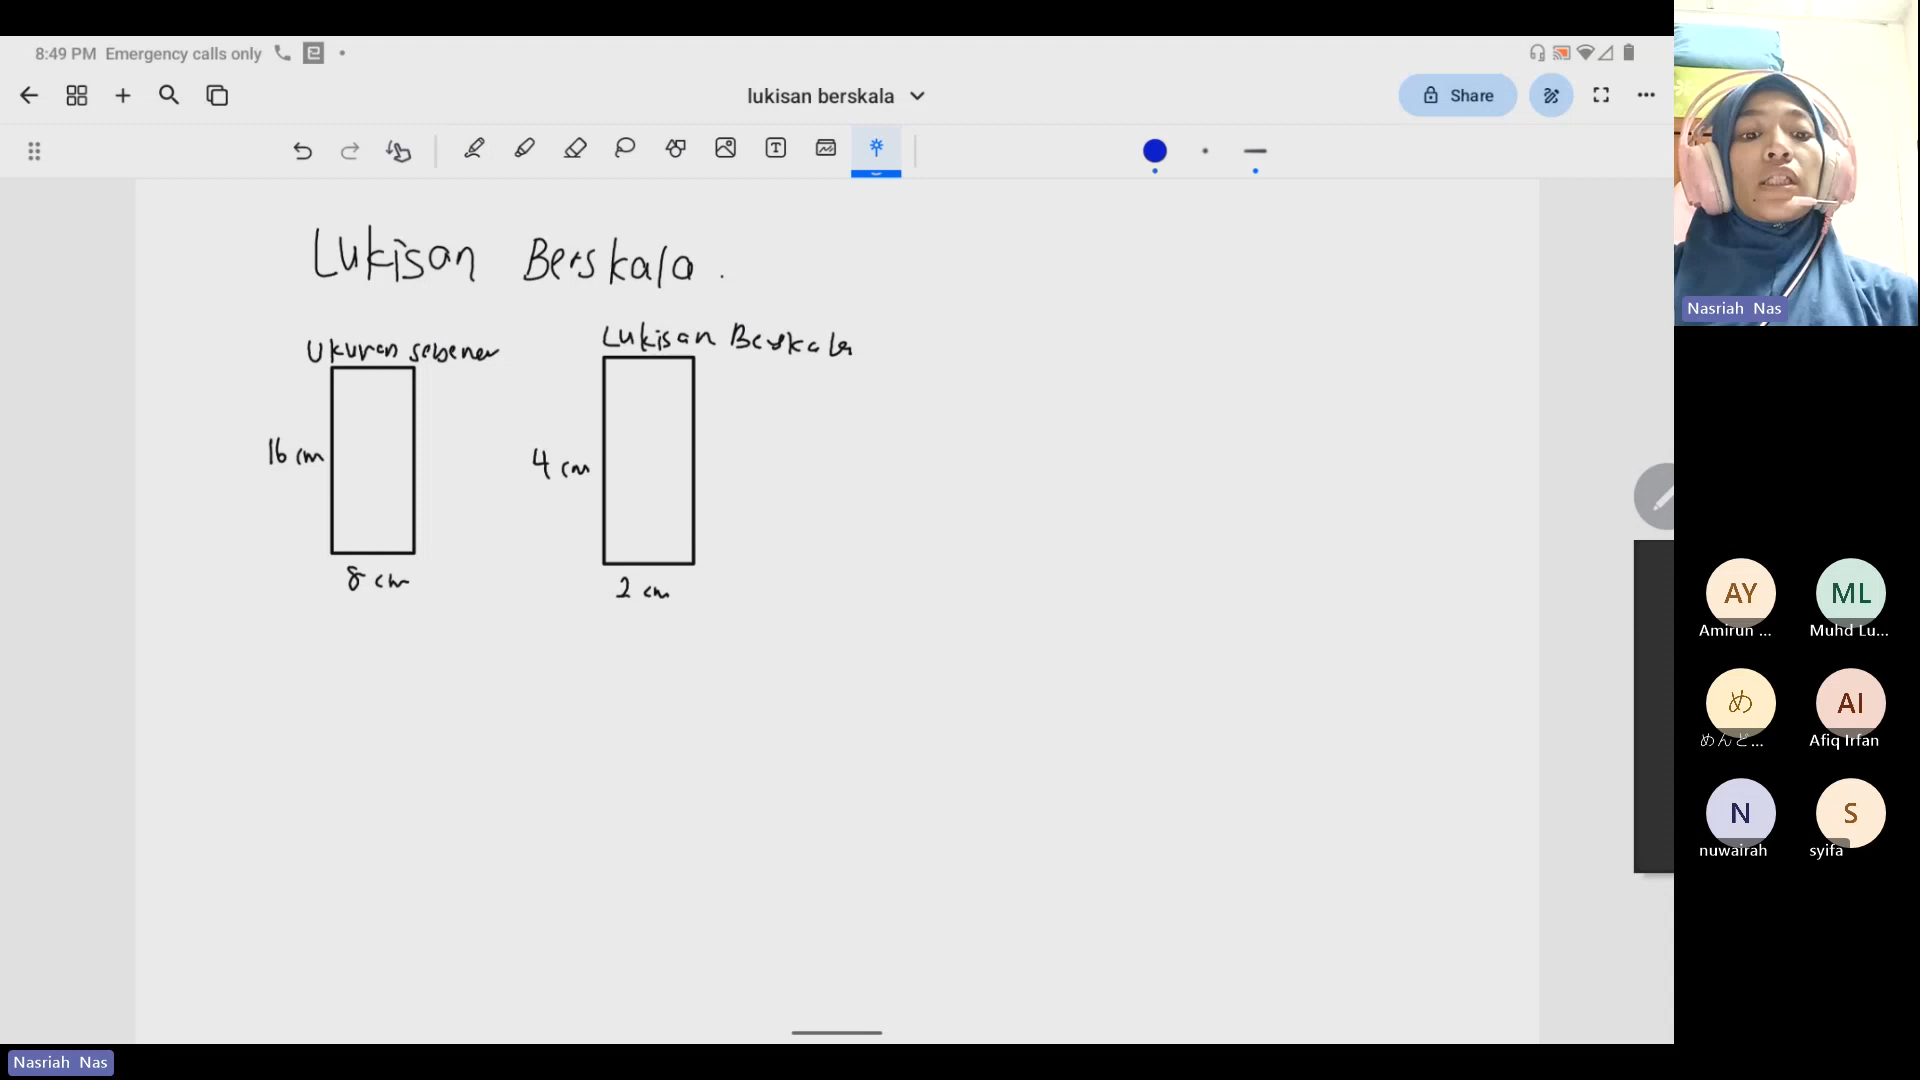 8:49 PM Emergency calls only
lukisan berskala
Share
Lukisan Berskala.
Ukuran sebenar
Lukisan Berskala
16 cm
4 cm
8 cm
2 cm
Nasriah Nas
AY
Amirun ...
ML
Muhd Lu...
め
めんど...
AI
Afiq Irfan
N
nuwairah
S
syifa
Nasriah Nas